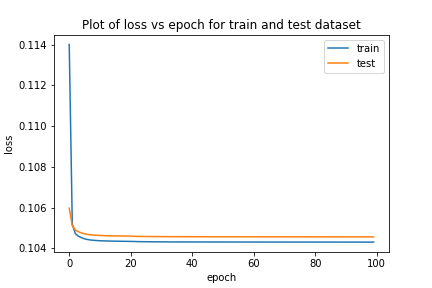 Plot of loss vs epoch for train and test dataset
train
test
loss
0.114
0.112
0.110
0.108
0.106
0.104
0
20
40
60
80
100
epoch